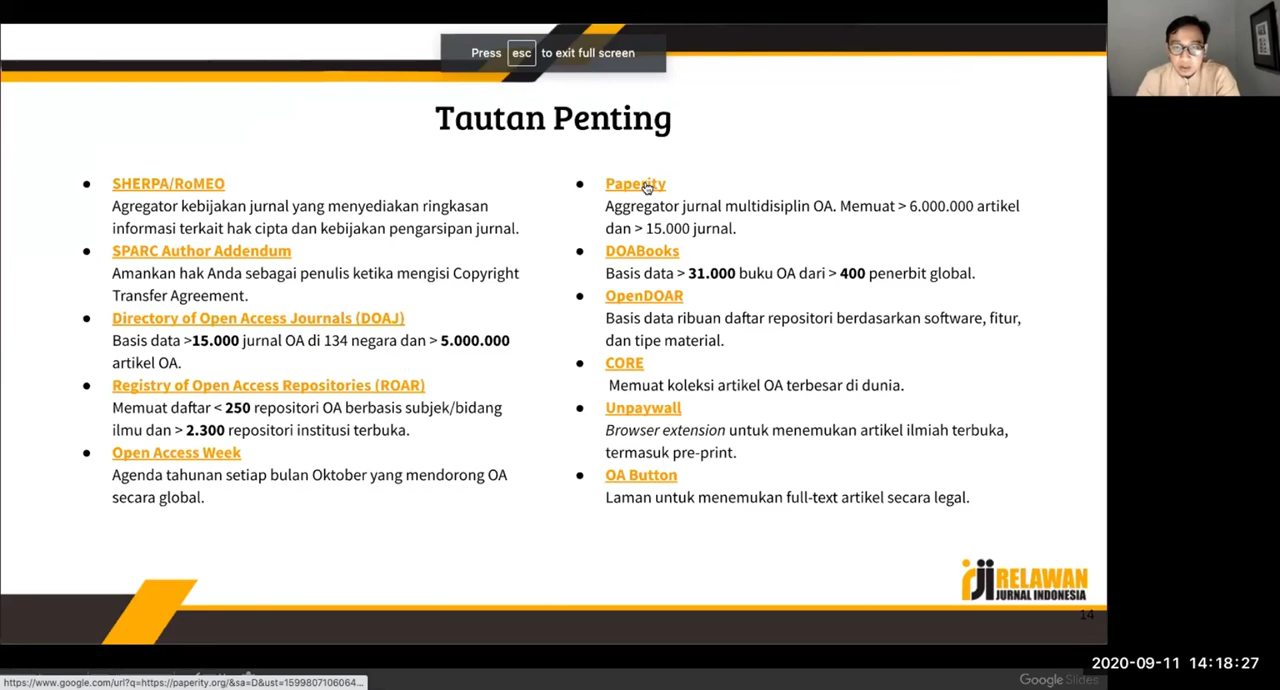 Press esc to exit full screen
Tautan Penting
SHERPA/RoMEO
Agregator kebijakan jurnal yang menyediakan ringkasan
informasi terkait hak cipta dan kebijakan pengarsipan jurnal.
SPARC Author Addendum
Amankan hak Anda sebagai penulis ketika mengisi Copyright
Transfer Agreement.
Directory of Open Access Journals (DOAJ)
Basis data >15.000 jurnal OA di 134 negara dan > 5.000.000
artikel OA.
Registry of Open Access Repositories (ROAR)
Memuat daftar < 250 repositori OA berbasis subjek/bidang
ilmu dan > 2.300 repositori institusi terbuka.
Open Access Week
Agenda tahunan setiap bulan Oktober yang mendorong OA
secara global.
Paperity
Aggregator jurnal multidisiplin OA. Memuat > 6.000.000 artikel
dan > 15.000 jurnal.
DOABooks
Basis data > 31.000 buku OA dari > 400 penerbit global.
OpenDOAR
Basis data ribuan daftar repositori berdasarkan software, fitur,
dan tipe material.
CORE
Memuat koleksi artikel OA terbesar di dunia.
Unpaywall
Browser extension untuk menemukan artikel ilmiah terbuka,
termasuk pre-print.
OA Button
Laman untuk menemukan full-text artikel secara legal.
rji RELAWAN
JURNAL INDONESIA
14
2020-09-11 14:18:27
Google Slides
https://www.google.com/url?q=https://paperity.org/&sa=D&ust=1599807106064...